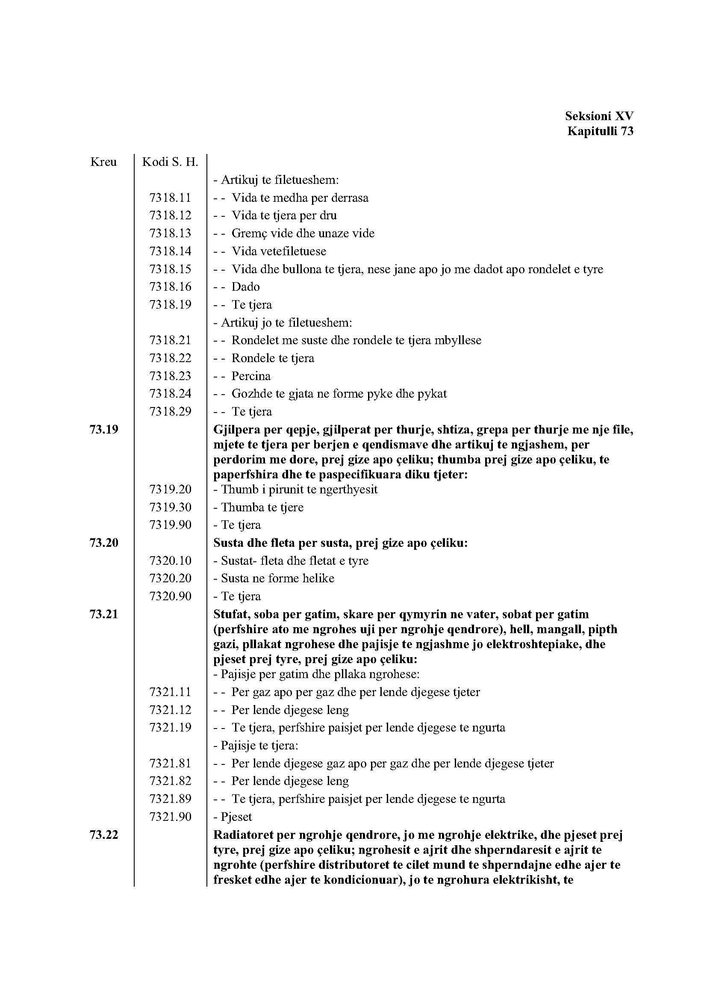 Seksioni XV
Kapitulli 73
Kreu Kodi S. H.
- Artikuj te filetueshem:
7318.11 - - Vida te medha per derrasa
7318.12 - - Vida te tjera per dru
7318.13 - - Gremç vide dhe unaze vide
7318.14 - - Vida vetefiletuese
7318.15 - - Vida dhe bullona te tjera, nese jane apo jo me dadot apo rondelet e tyre
7318.16 - - Dado
7318.19 - - Te tjera
- Artikuj jo te filetueshem:
7318.21 - - Rondelet me suste dhe rondele te tjera mbyllese
7318.22 - - Rondele te tjera
7318.23 - - Percina
7318.24 - - Gozhde te gjata ne forme pyke dhe pykat
7318.29 - - Te tjera
73.19 Gjilpera per qepje, gjilperat per thurje, shtiza, grepa per thurje me nje file,
mjete te tjera per berjen e qendismave dhe artikuj te ngjashem, per
perdorim me dore, prej gize apo çeliku; thumba prej gize apo çeliku, te
paperfshira dhe te paspecifikuara diku tjeter:
7319.20 - Thumb i pirunit te ngerthyesit
7319.30 - Thumba te tjere
7319.90 - Te tjera
73.20 Susta dhe fleta per susta, prej gize apo çeliku:
7320.10 - Sustat- fleta dhe fletat e tyre
7320.20 - Susta ne forme helike
7320.90 - Te tjera
73.21 Stufat, soba per gatim, skare per qymyrin ne vater, sobat per gatim
(perfshire ato me ngrohes uji per ngrohje qendrore), hell, mangall, pipth
gazi, pllakat ngrohese dhe pajisje te ngjashme jo elektroshtepiake, dhe
pjeset prej tyre, prej gize apo çeliku:
- Pajisje per gatim dhe pllaka ngrohese:
7321.11 - - Per gaz apo per gaz dhe per lende djegese tjeter
7321.12 - - Per lende djegese leng
7321.19 - - Te tjera, perfshire paisjet per lende djegese te ngurta
- Pajisje te tjera:
7321.81 - - Per lende djegese gaz apo per gaz dhe per lende djegese tjeter
7321.82 - - Per lende djegese leng
7321.89 - - Te tjera, perfshire paisjet per lende djegese te ngurta
7321.90 - Pjeset
73.22 Radiatoret per ngrohje qendrore, jo me ngrohje elektrike, dhe pjeset prej
tyre, prej gize apo çeliku; ngrohesit e ajrit dhe shperndaresit e ajrit te
ngrohte (perfshire distributoret te cilet mund te shperndajne edhe ajer te
fresket edhe ajer te kondicionuar), jo te ngrohura elektrikisht, te